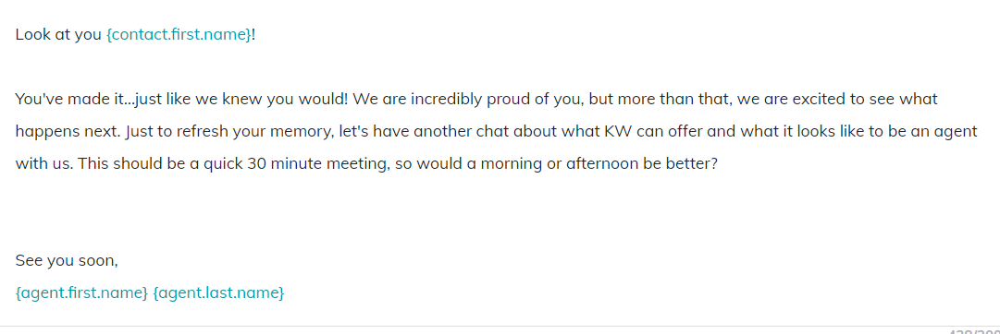 Look at you {contact.first.name}!
You've made it...just like we knew you would! We are incredibly proud of you, but more than that, we are excited to see what
happens next. Just to refresh your memory, let's have another chat about what KW can offer and what it looks like to be an agent
with us. This should be a quick 30 minute meeting, so would a morning or afternoon be better?
See you soon,
{agent.first.name} {agent.last.name}